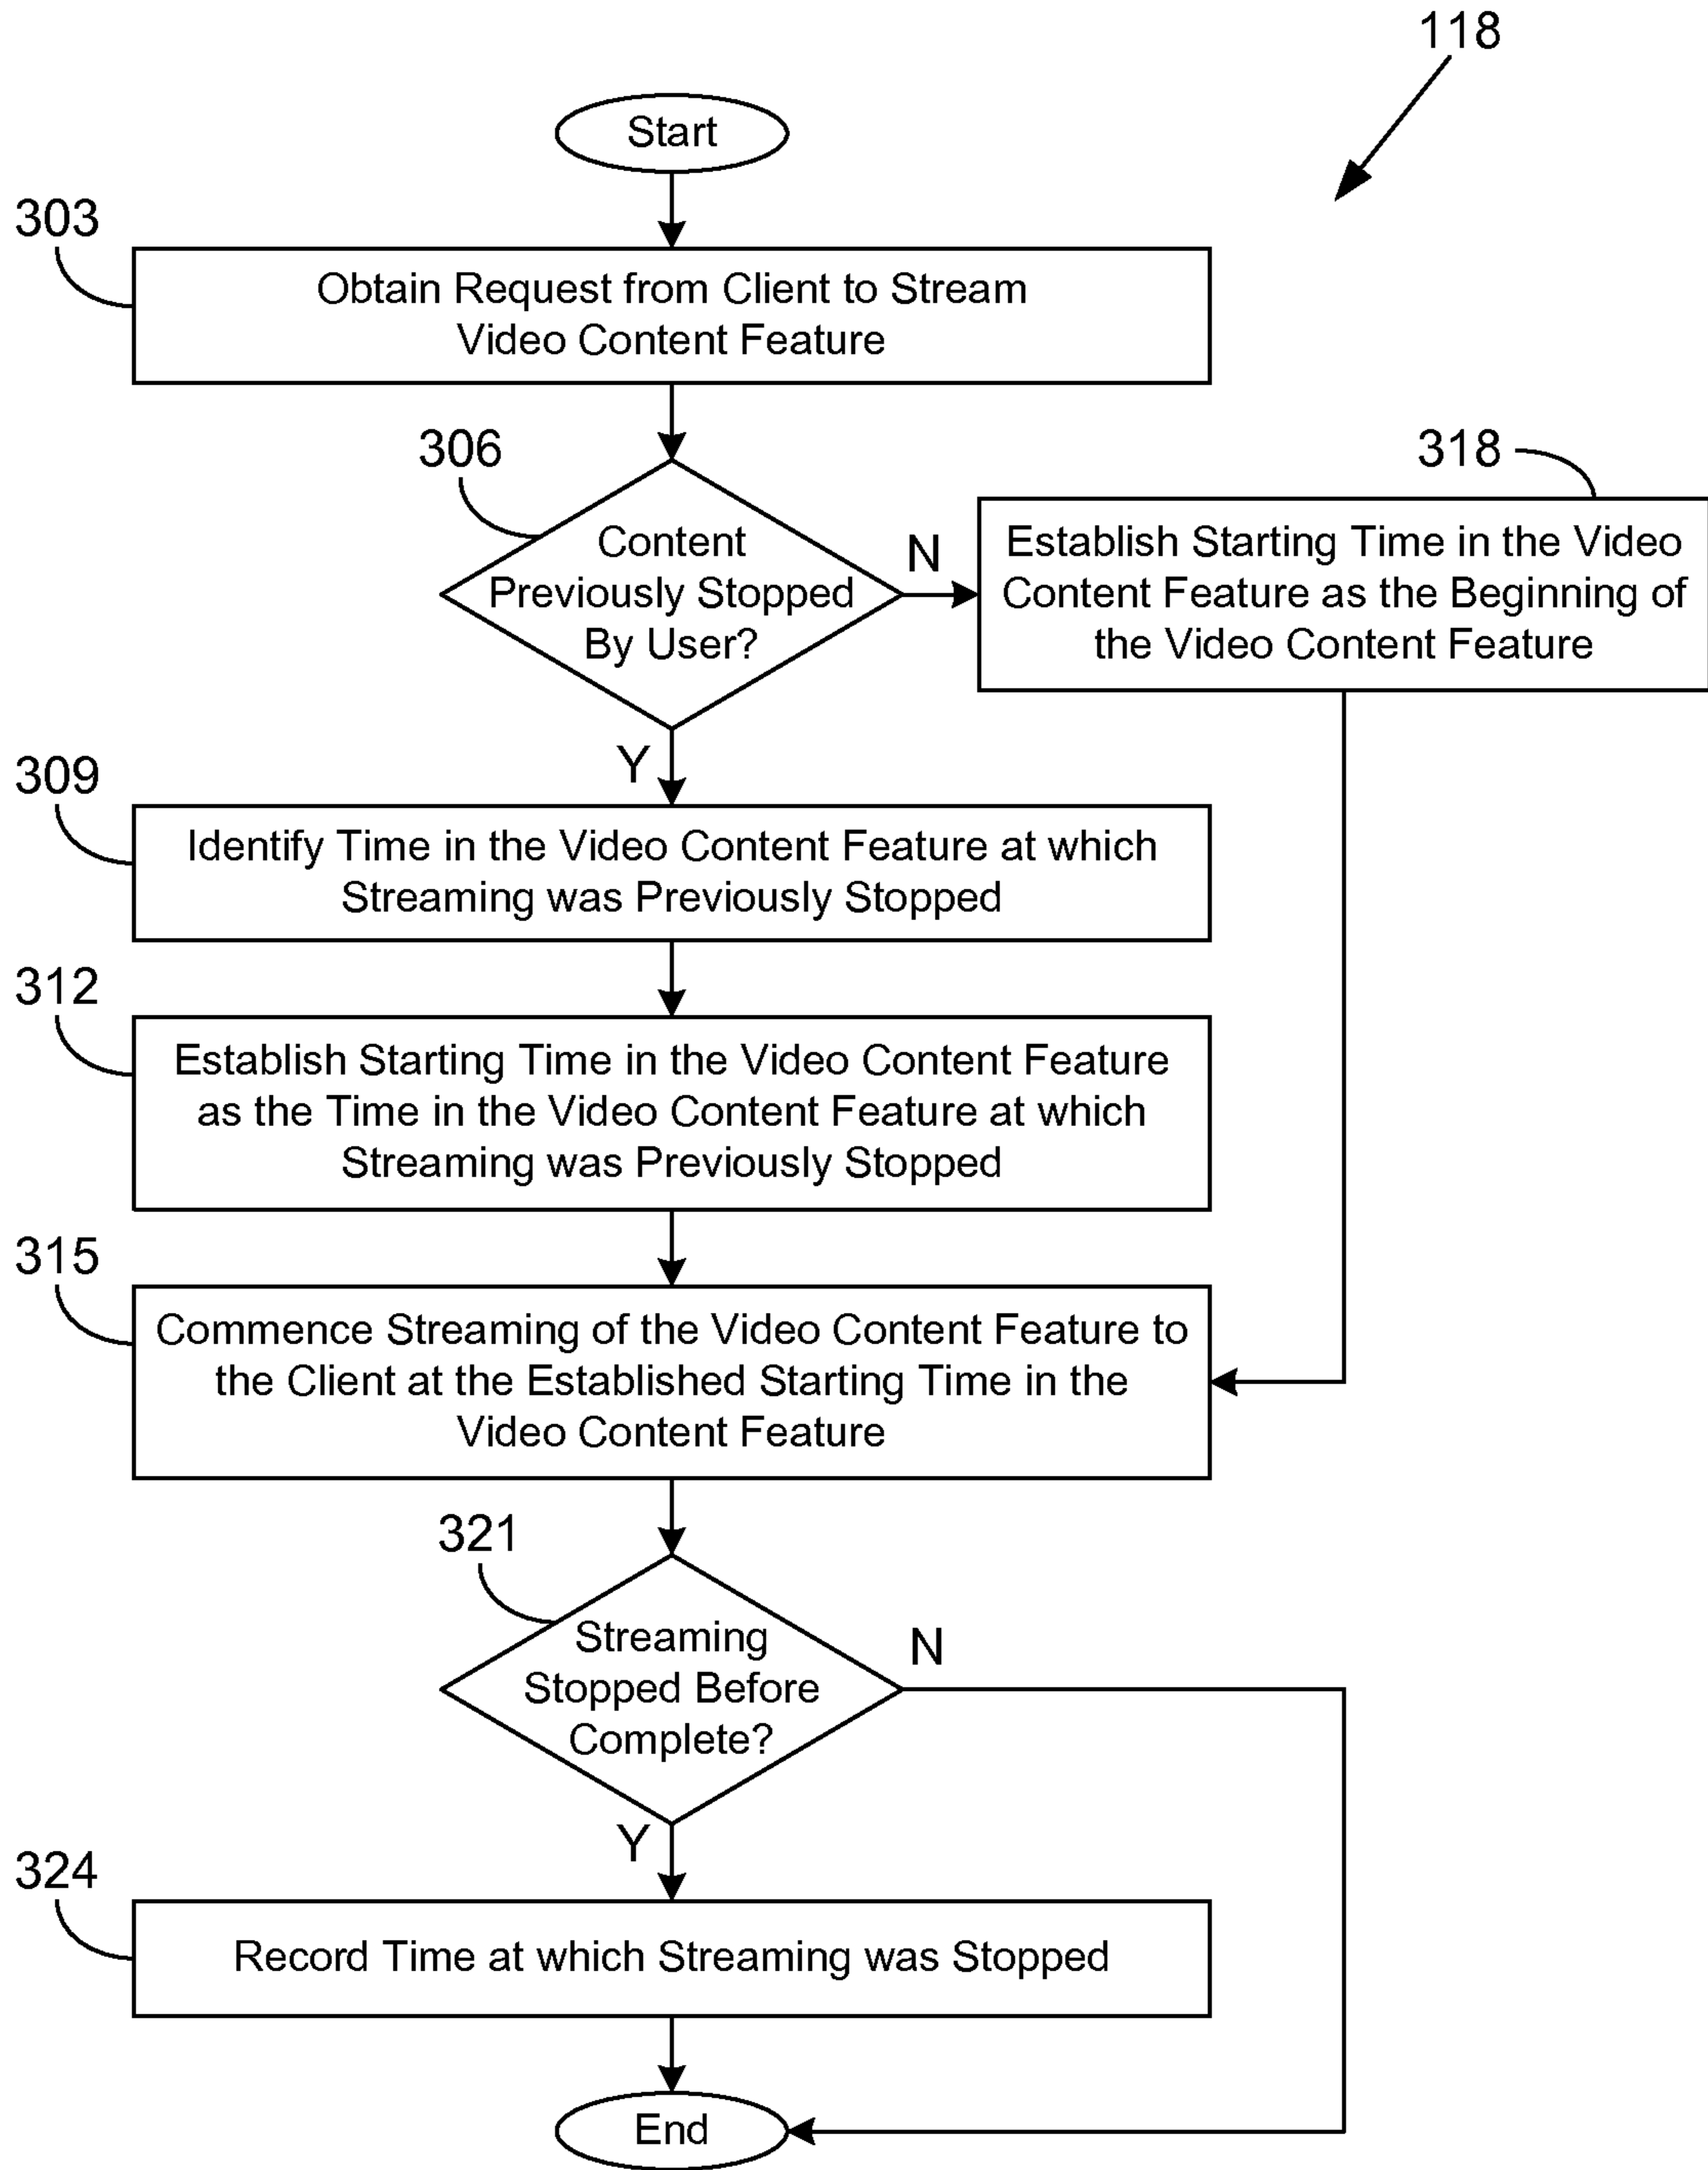 118
Start
303
Obtain Request from Client to Stream
Video Content Feature
306
Content
Previously Stopped
By User?
N
318
Establish Starting Time in the Video
Content Feature as the Beginning of
the Video Content Feature
Y
309
Identify Time in the Video Content Feature at which
Streaming was Previously Stopped
312
Establish Starting Time in the Video Content Feature
as the Time in the Video Content Feature at which
Streaming was Previously Stopped
315
Commence Streaming of the Video Content Feature to
the Client at the Established Starting Time in the
Video Content Feature
321
Streaming
Stopped Before
Complete?
N
Y
324
Record Time at which Streaming was Stopped
End